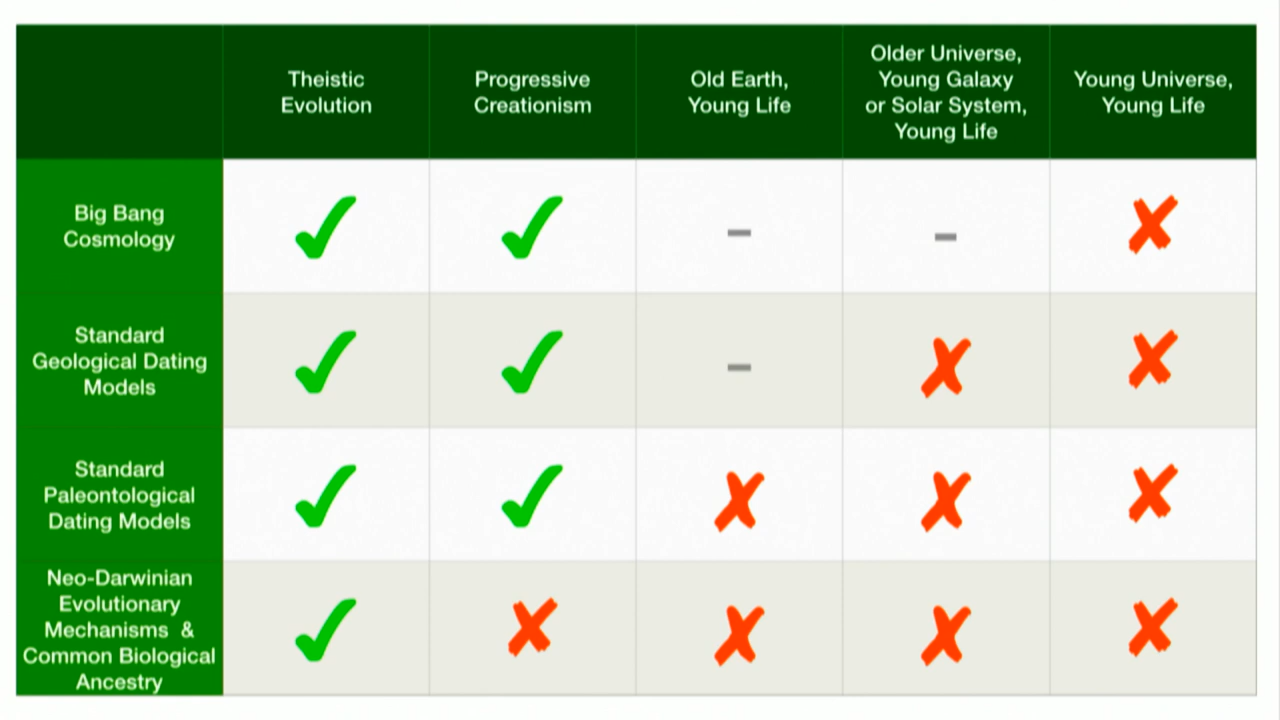 Theistic
Evolution
Progressive
Creationism
Old Earth,
Young Life
Older Universe,
Young Galaxy
or Solar System,
Young Life
Young Universe,
Young Life
Big Bang
Cosmology
Standard
Geological Dating
Models
Standard
Paleontological
Dating Models
Neo-Darwinian
Evolutionary
Mechanisms &
Common Biological
Ancestry